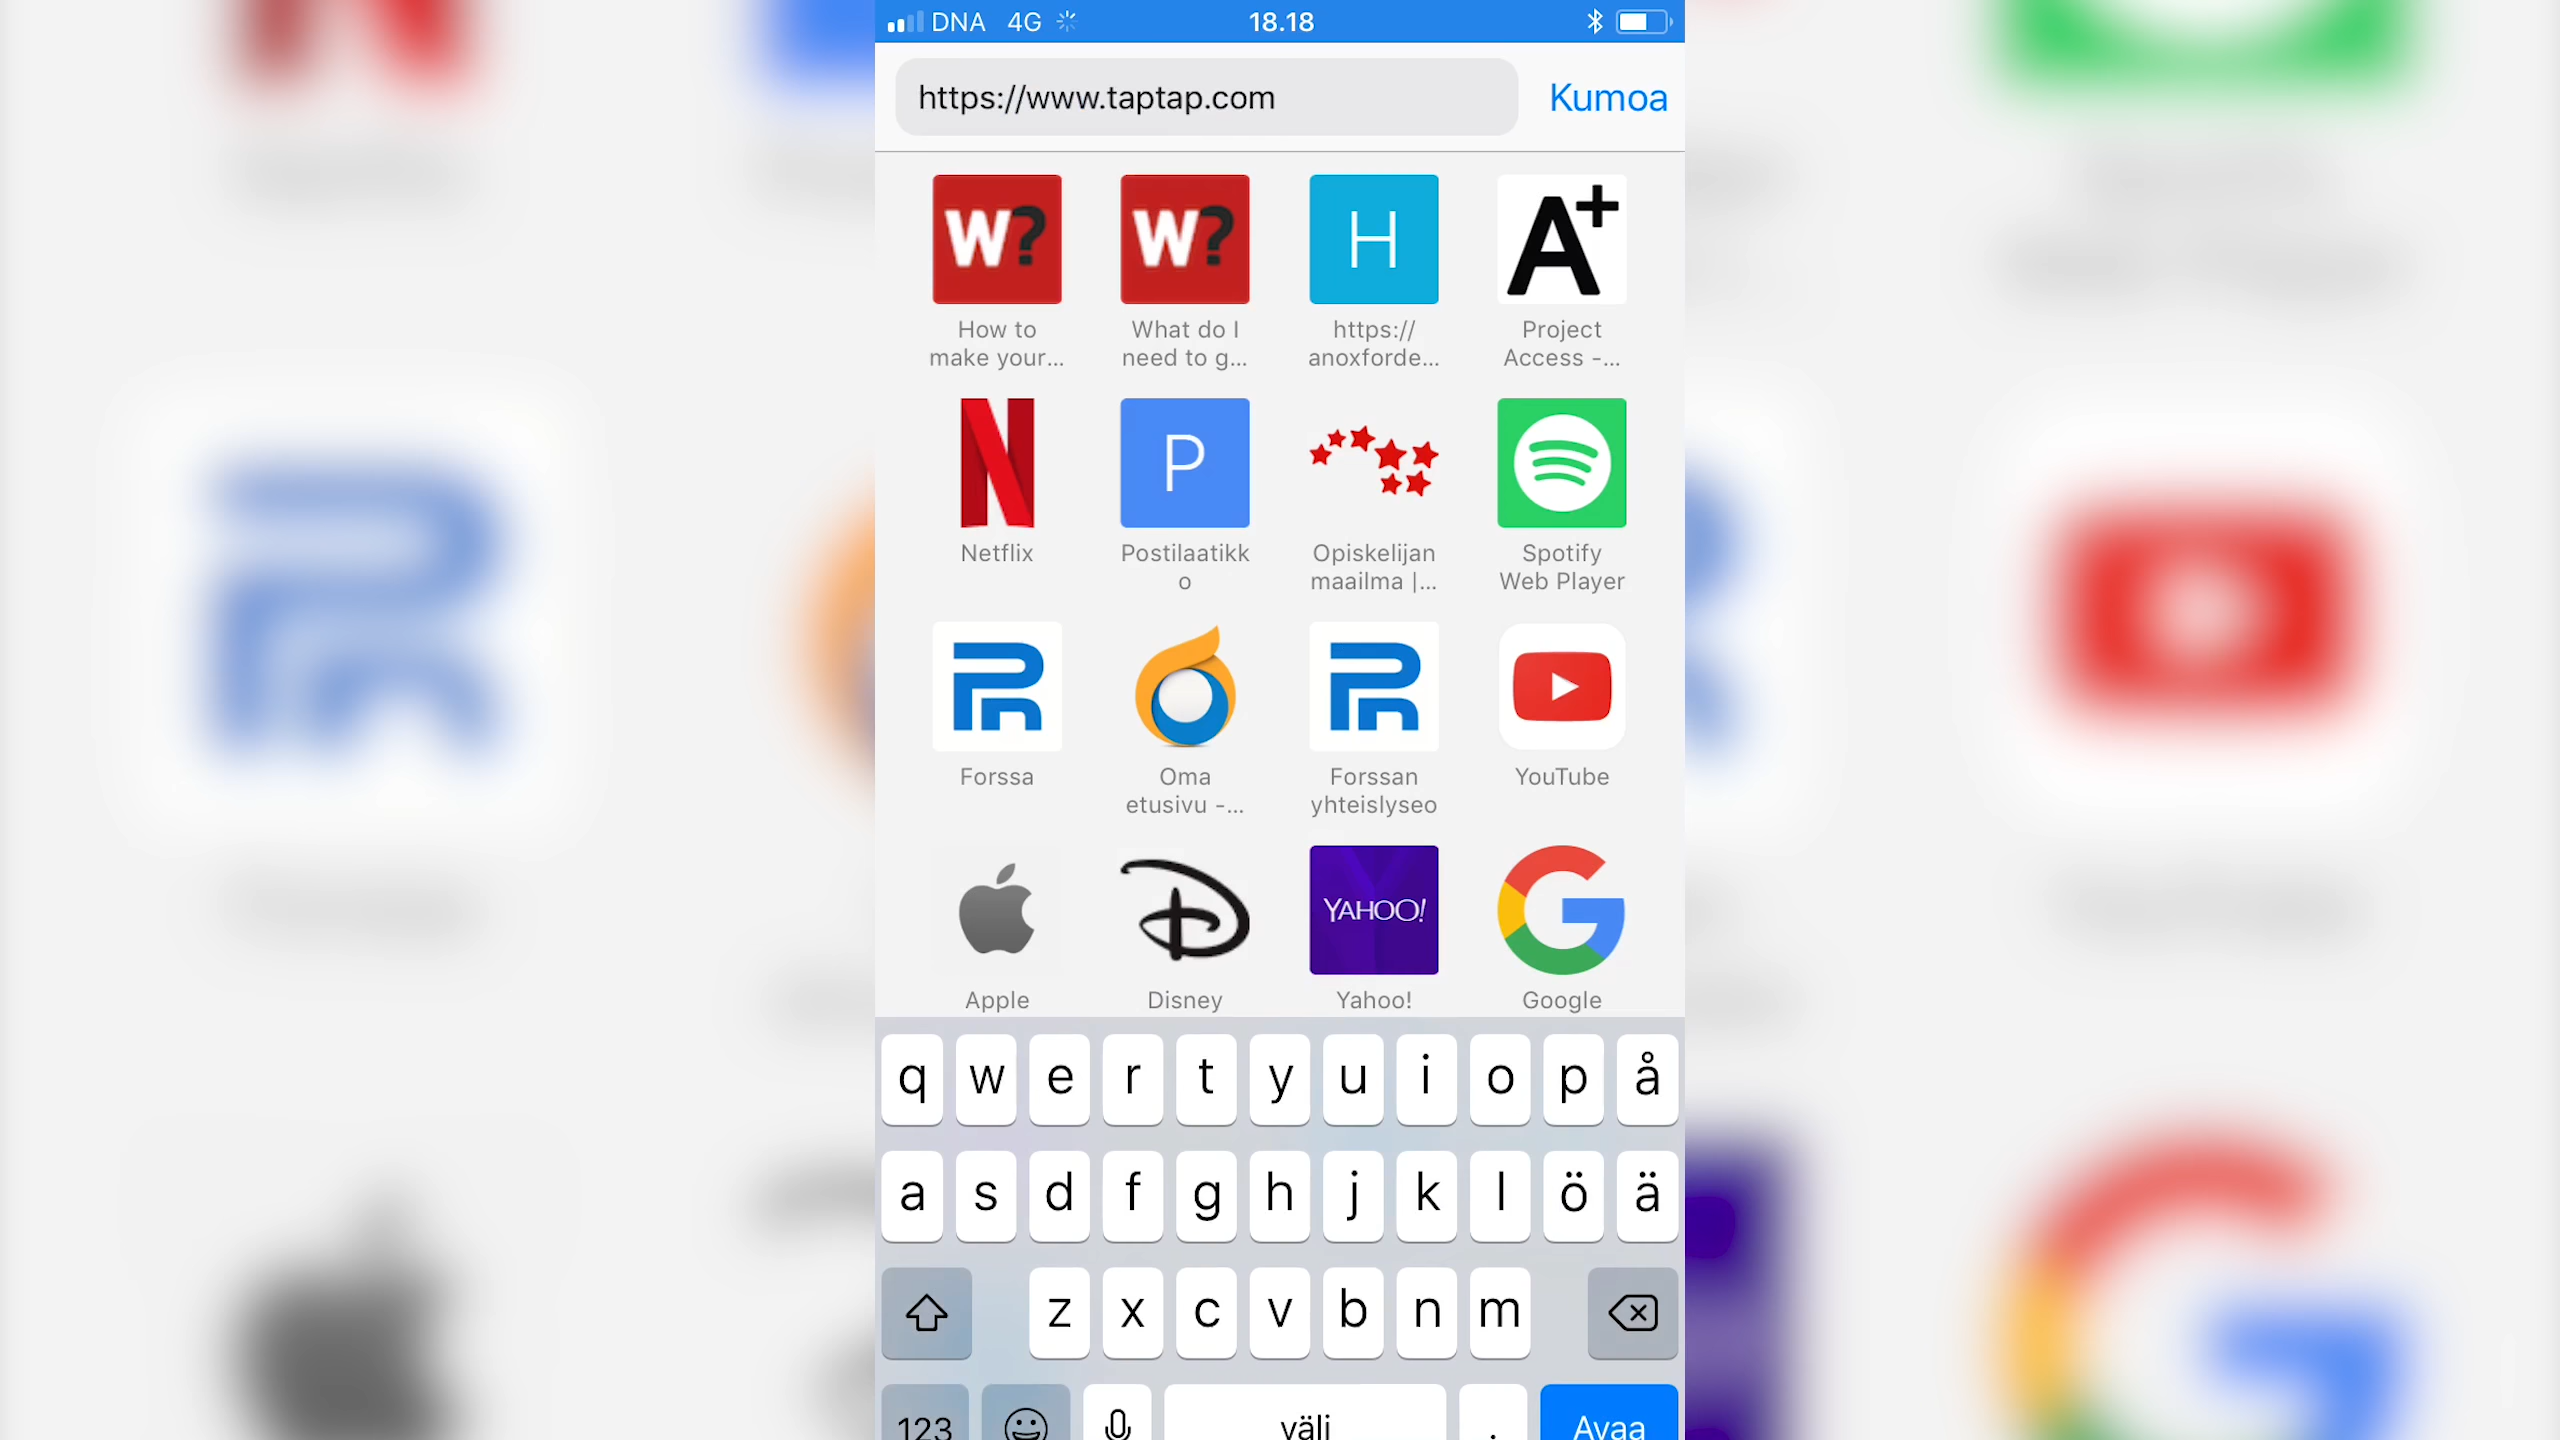 DNA 4G 18.18
https://www.taptap.com Kumoa
W? W? H A+
How to What do I https:// Project
make your... need to g... anoxforde... Access -...
N P
Netflix Postilaatikk Opiskelijan Spotify
o maailma |... Web Player
Forssa Oma Forssan YouTube
etusivu -... yhteislyseo
YAHOO! G
Apple Disney Yahoo! Google
q w e r t y u i o p å
a s d f g h j k l ö ä
z x c v b n m
123 väli . Avaa